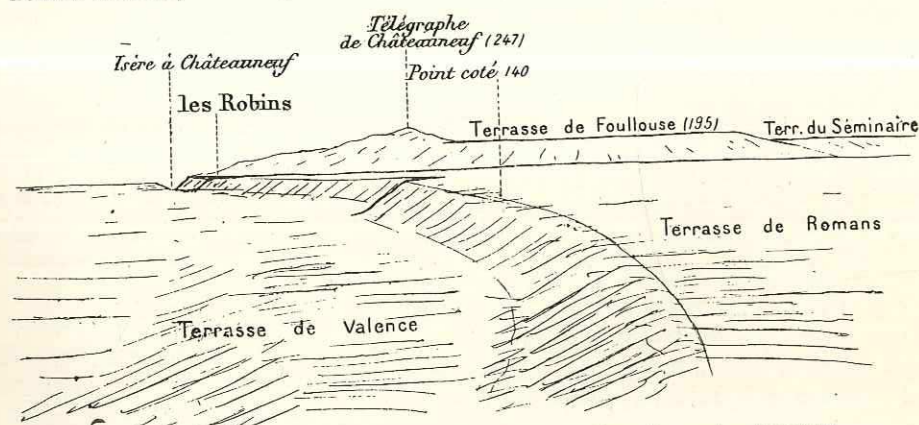 Télégraphe
de Châteauneuf (247)
Isère à Châteauneuf
Point coté 140
les Robins
Terrasse de Foullouse (195)
Terr. du Séminaire
Terrasse de Romans
Terrasse de Valence